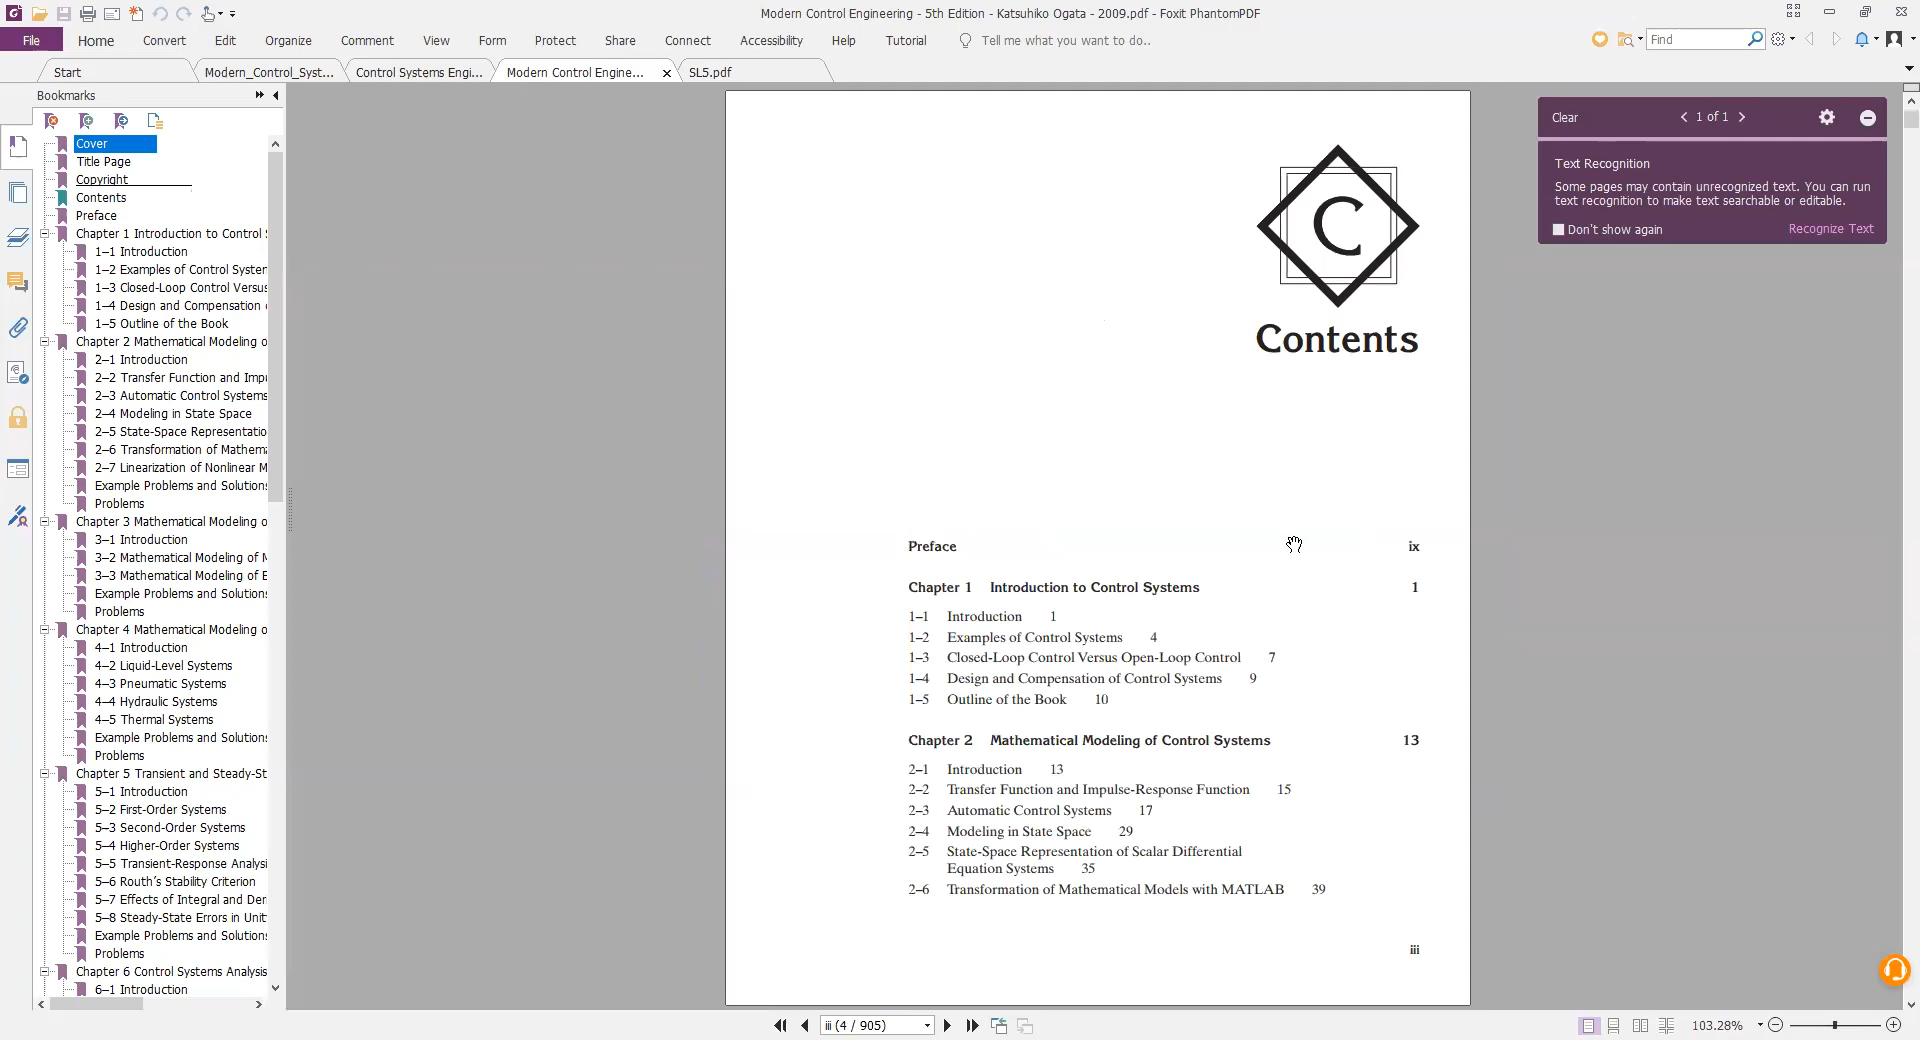 Modern Control Engineering - 5th Edition - Katsuhiko Ogata - 2009.pdf - Foxit PhantomPDF
File Home Convert Edit Organize Comment View Form Protect Share Connect Accessibility Help Tutorial Tell me what you want to do.. Find
Start Modern_Control_Syst... Control Systems Engi... Modern Control Engine... SL5.pdf
Bookmarks
Cover
Title Page
Copyright
Contents
Preface
Chapter 1 Introduction to Control
1–1 Introduction
1–2 Examples of Control System
1–3 Closed-Loop Control Versus
1–4 Design and Compensation
1–5 Outline of the Book
Chapter 2 Mathematical Modeling o
2–1 Introduction
2–2 Transfer Function and Impu
2–3 Automatic Control Systems
2–4 Modeling in State Space
2–5 State-Space Representatio
2–6 Transformation of Mathema
2–7 Linearization of Nonlinear M
Example Problems and Solutions
Problems
Chapter 3 Mathematical Modeling o
3–1 Introduction
3–2 Mathematical Modeling of M
3–3 Mathematical Modeling of E
Example Problems and Solutions
Problems
Chapter 4 Mathematical Modeling o
4–1 Introduction
4–2 Liquid-Level Systems
4–3 Pneumatic Systems
4–4 Hydraulic Systems
4–5 Thermal Systems
Example Problems and Solutions
Problems
Chapter 5 Transient and Steady-St
5–1 Introduction
5–2 First-Order Systems
5–3 Second-Order Systems
5–4 Higher-Order Systems
5–5 Transient-Response Analysi
5–6 Routh's Stability Criterion
5–7 Effects of Integral and Der
5–8 Steady-State Errors in Unit
Example Problems and Solutions
Problems
Chapter 6 Control Systems Analysis
6–1 Introduction
C
Contents
Preface ix
Chapter 1 Introduction to Control Systems 1
1–1 Introduction 1
1–2 Examples of Control Systems 4
1–3 Closed-Loop Control Versus Open-Loop Control 7
1–4 Design and Compensation of Control Systems 9
1–5 Outline of the Book 10
Chapter 2 Mathematical Modeling of Control Systems 13
2–1 Introduction 13
2–2 Transfer Function and Impulse-Response Function 15
2–3 Automatic Control Systems 17
2–4 Modeling in State Space 29
2–5 State-Space Representation of Scalar Differential
Equation Systems 35
2–6 Transformation of Mathematical Models with MATLAB 39
iii
Clear 1 of 1
Text Recognition
Some pages may contain unrecognized text. You can run
text recognition to make text searchable or editable.
Don't show again Recognize Text
iii (4 / 905) 103.28%